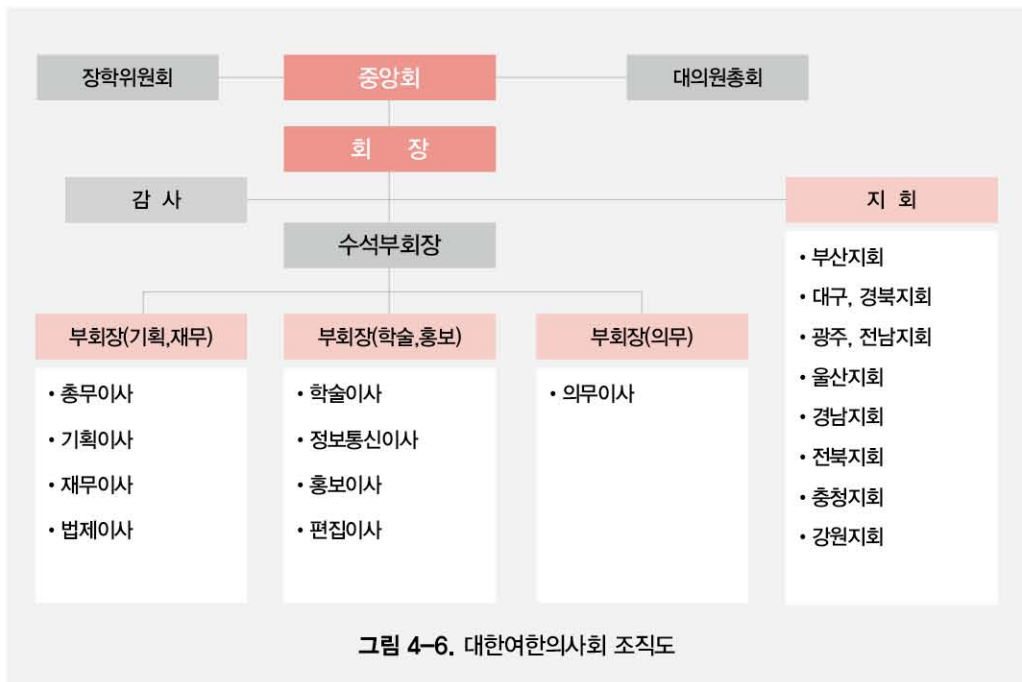 장학위원회
중앙회
대의원총회
회 장
감 사
지 회
수석부회장
부회장(기획,재무)
• 총무이사
• 기획이사
• 재무이사
• 법제이사
부회장(학술,홍보)
• 학술이사
• 정보통신이사
• 홍보이사
• 편집이사
부회장(의무)
• 의무이사
• 부산지회
• 대구, 경북지회
• 광주, 전남지회
• 울산지회
• 경남지회
• 전북지회
• 충청지회
• 강원지회
그림 4-6. 대한여한의사회 조직도